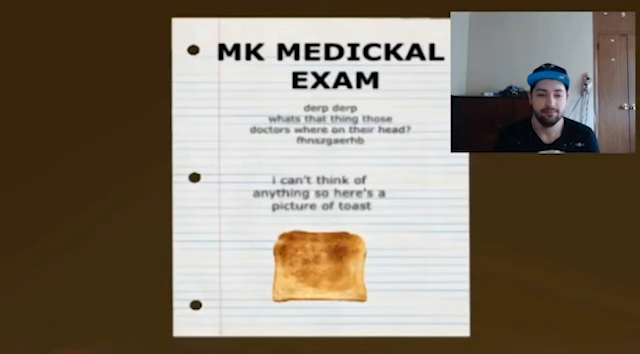 MK MEDICKAL
EXAM
derp derp
whats that thing those
doctors where on their head?
fhnszgaerhb
i can't think of
anything so here's a
picture of toast